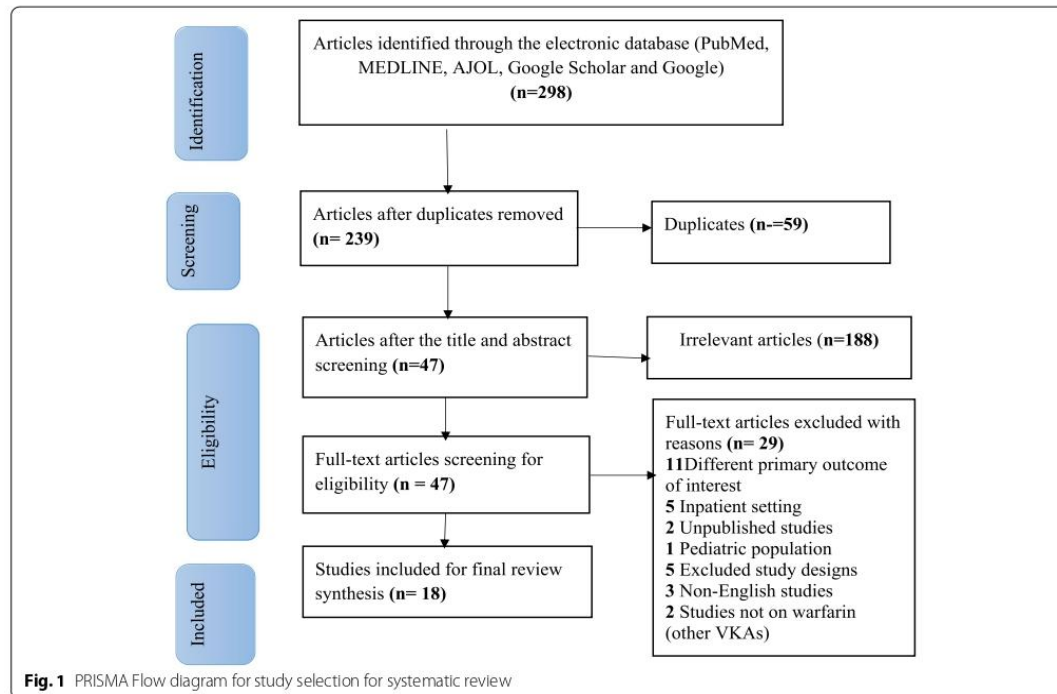 Identification
Articles identified through the electronic database (PubMed,
MEDLINE, AJOL, Google Scholar and Google)
(n=298)
Screening
Articles after duplicates removed
(n= 239)
Duplicates (n-=59)
Eligibility
Articles after the title and abstract
screening (n=47)
Irrelevant articles (n=188)
Full-text articles screening for
eligibility (n = 47)
Full-text articles excluded with
reasons (n= 29)
11Different primary outcome
of interest
5 Inpatient setting
2 Unpublished studies
1 Pediatric population
5 Excluded study designs
3 Non-English studies
2 Studies not on warfarin
(other VKAs)
Included
Studies included for final review
synthesis (n= 18)
Fig. 1 PRISMA Flow diagram for study selection for systematic review